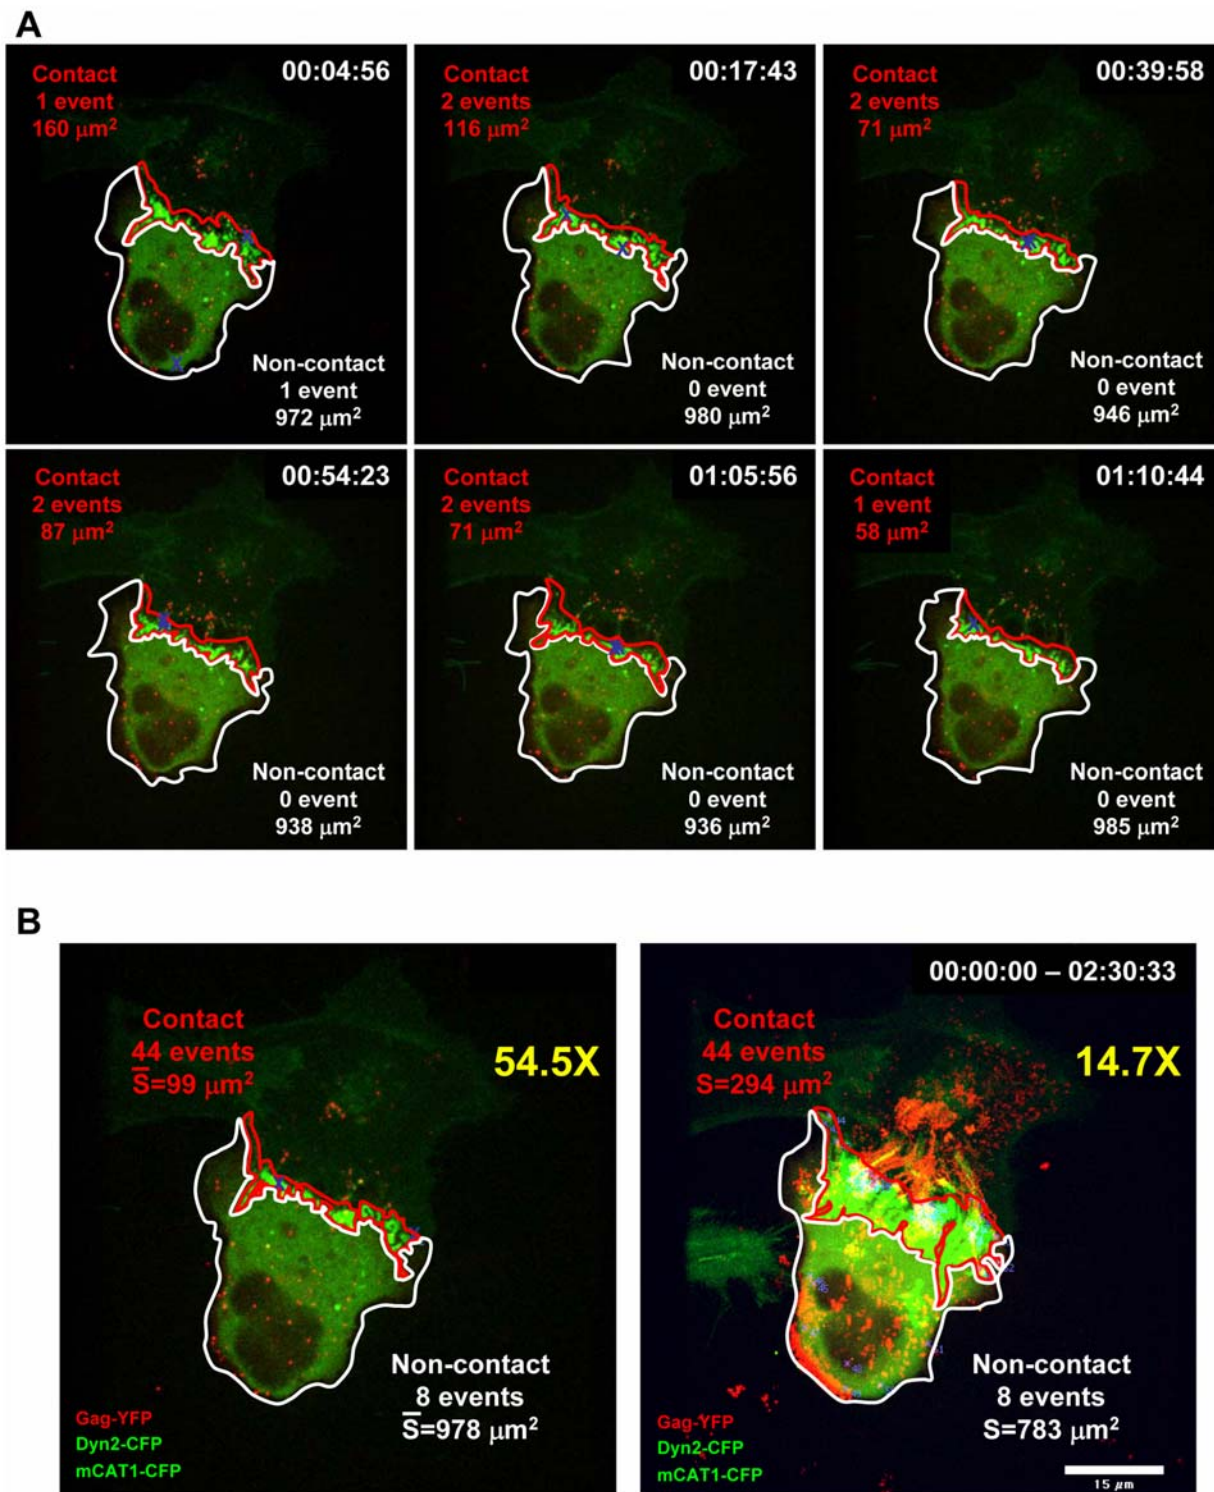 A
Contact
1 event
160 μm²
00:04:56
Non-contact
1 event
972 μm²
Contact
2 events
116 μm²
00:17:43
Non-contact
0 event
980 μm²
Contact
2 events
71 μm²
00:39:58
Non-contact
0 event
946 μm²
Contact
2 events
87 μm²
00:54:23
Non-contact
0 event
938 μm²
Contact
2 events
71 μm²
01:05:56
Non-contact
0 event
936 μm²
Contact
1 event
58 μm²
01:10:44
Non-contact
0 event
985 μm²
B
Contact
44 events
S̅=99 μm²
54.5X
Non-contact
8 events
S̅=978 μm²
Gag-YFP
Dyn2-CFP
mCAT1-CFP
00:00:00 – 02:30:33
Contact
44 events
S=294 μm²
14.7X
Non-contact
8 events
S=783 μm²
Gag-YFP
Dyn2-CFP
mCAT1-CFP
15 μm